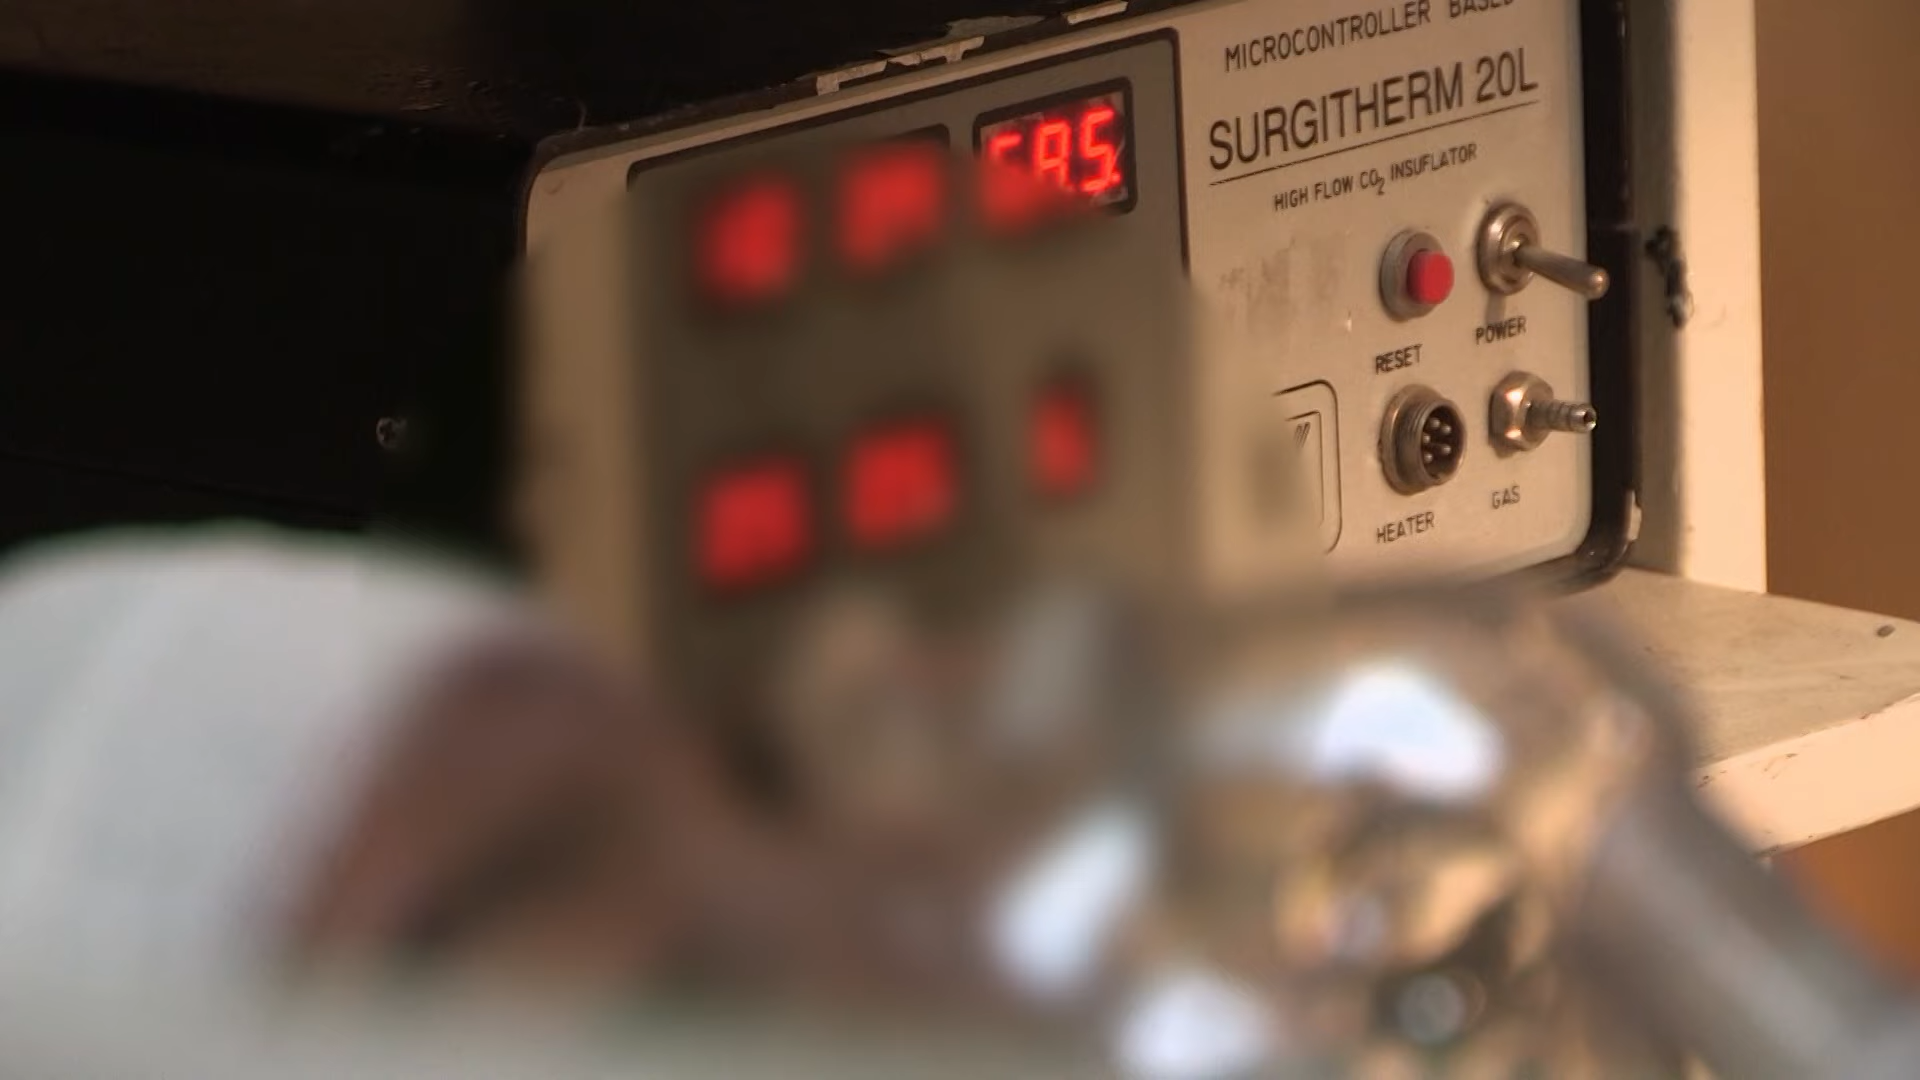 MICROCONTROLLER BASED
SURGITHERM 20L
HIGH FLOW CO2 INSUFLATOR
POWER
RESET
GAS
HEATER